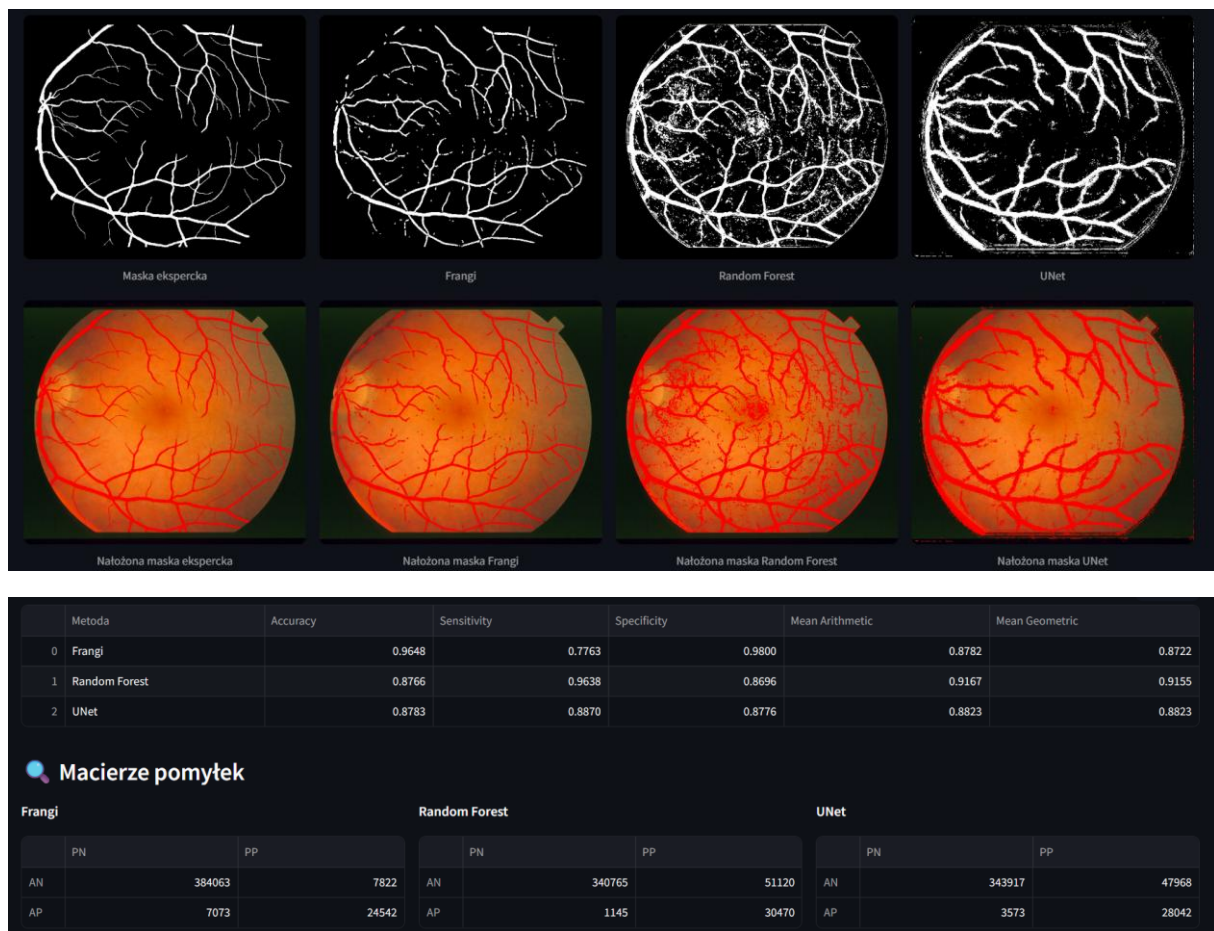 Maska ekspercka Frangi Random Forest UNet
Nałożona maska ekspercka Nałożona maska Frangi Nałożona maska Random Forest Nałożona maska UNet
Metoda Accuracy Sensitivity Specificity Mean Arithmetic Mean Geometric
0 Frangi 0.9648 0.7763 0.9800 0.8782 0.8722
1 Random Forest 0.8766 0.9638 0.8696 0.9167 0.9155
2 UNet 0.8783 0.8870 0.8776 0.8823 0.8823
Macierze pomyłek
Frangi Random Forest UNet
PN PP PN PP PN PP
AN 384063 7822 AN 340765 51120 AN 343917 47968
AP 7073 24542 AP 1145 30470 AP 3573 28042